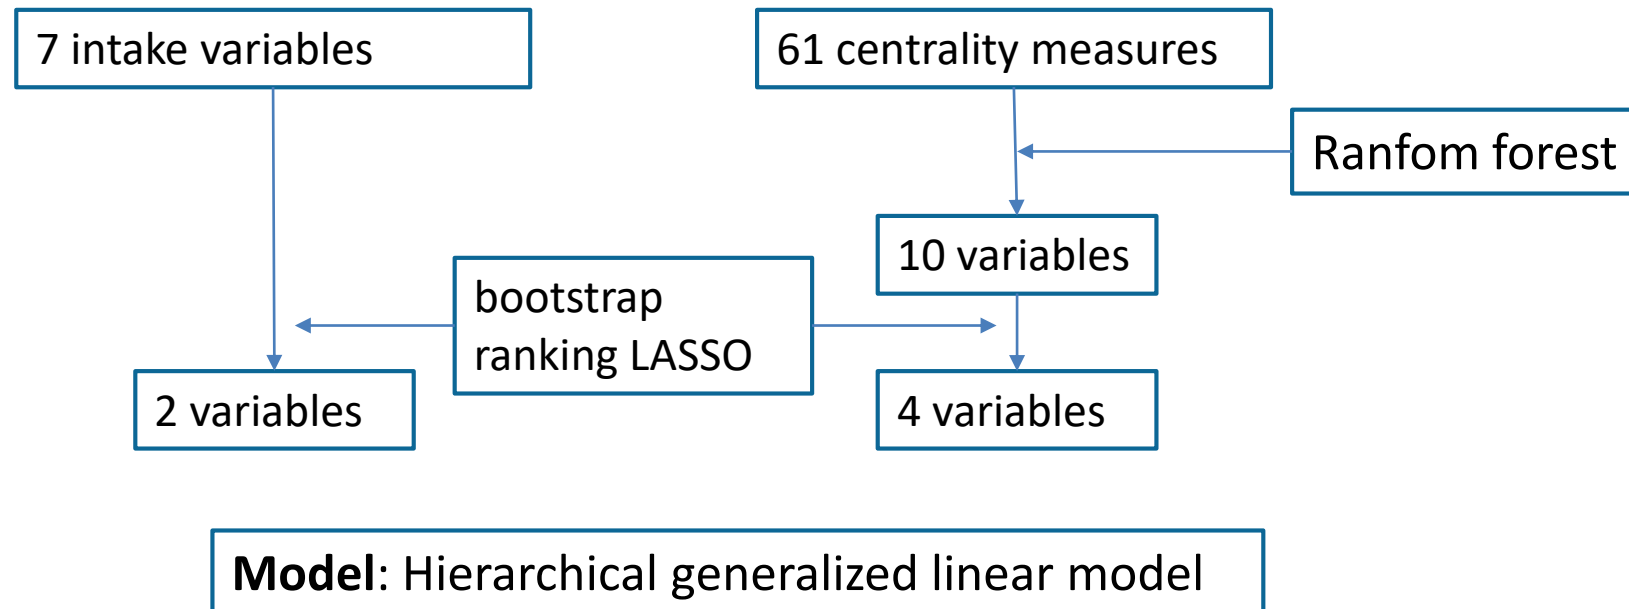 7 intake variables
61 centrality measures
Ranfom forest
10 variables
bootstrap
ranking LASSO
2 variables
4 variables
Model: Hierarchical generalized linear model